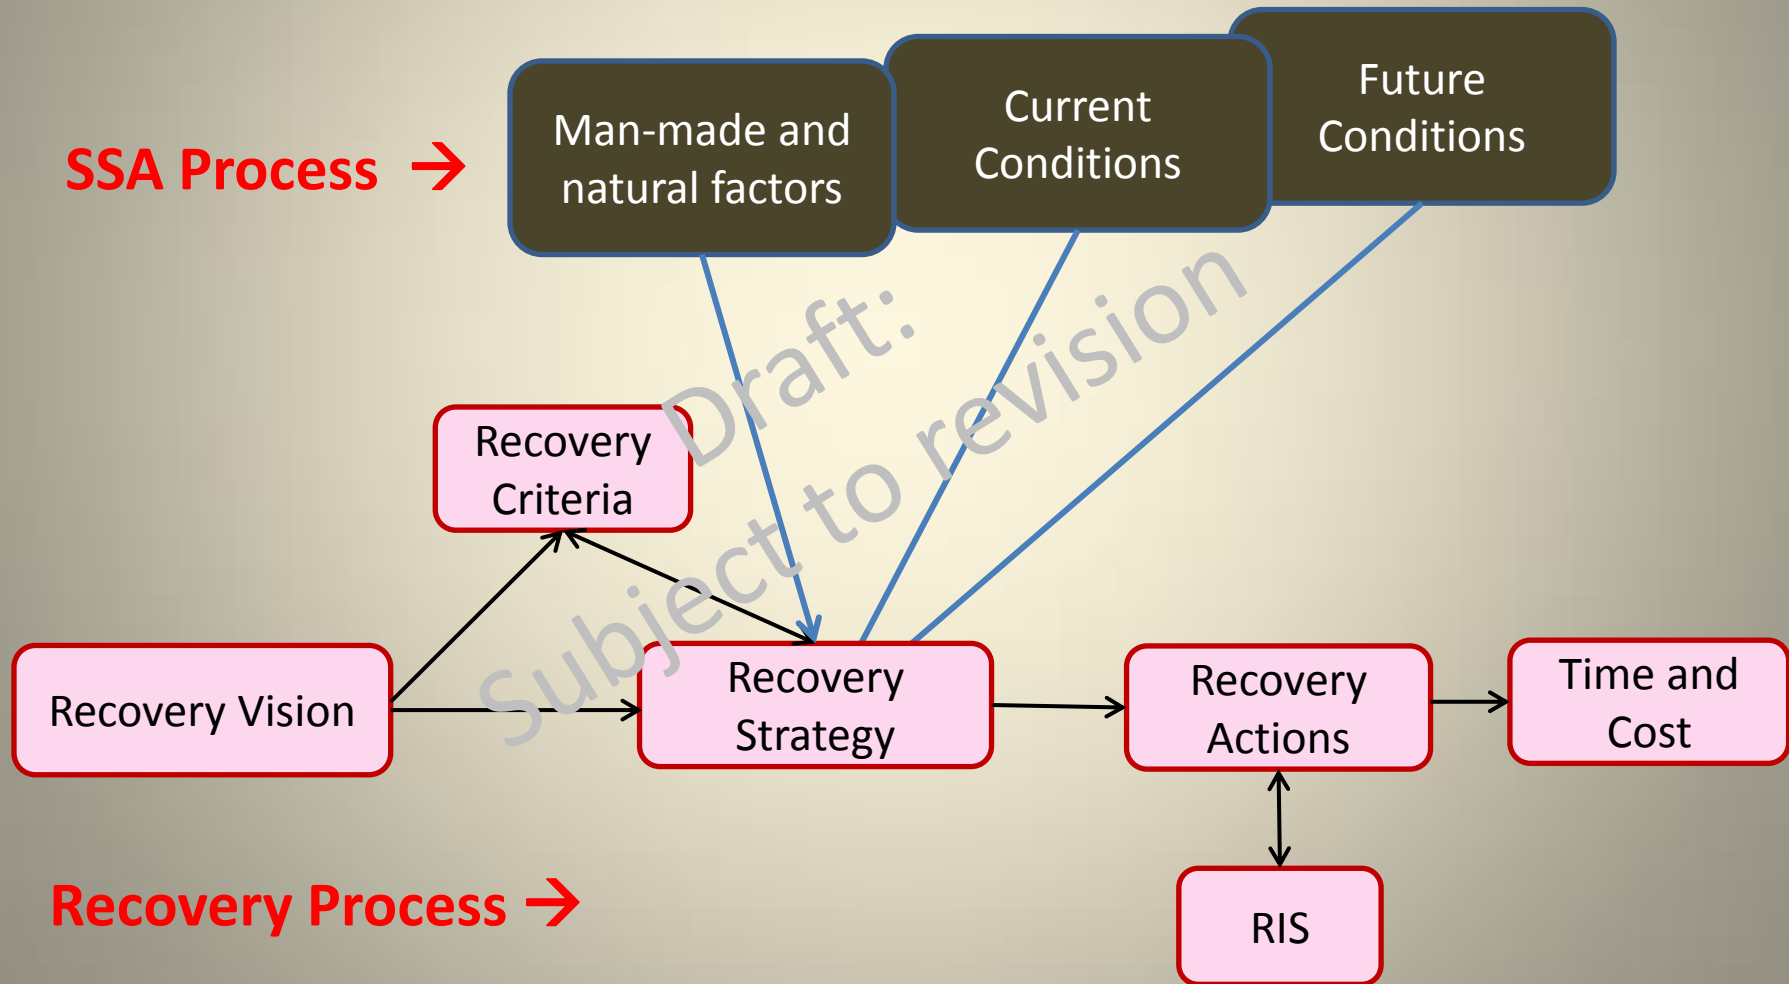 SSA Process →
Man-made and
natural factors
Current
Conditions
Future
Conditions
Draft:
Subject to revision
Recovery
Criteria
Recovery Vision
Recovery
Strategy
Recovery
Actions
Time and
Cost
Recovery Process →
RIS